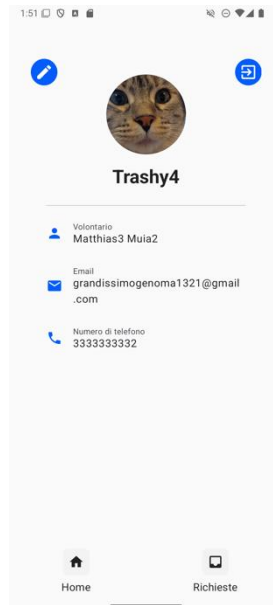 1:51
Trashy4
Volontario
Matthias3 Muia2
Email
grandissimogenoma1321@gmail
.com
Numero di telefono
3333333332
Home
Richieste